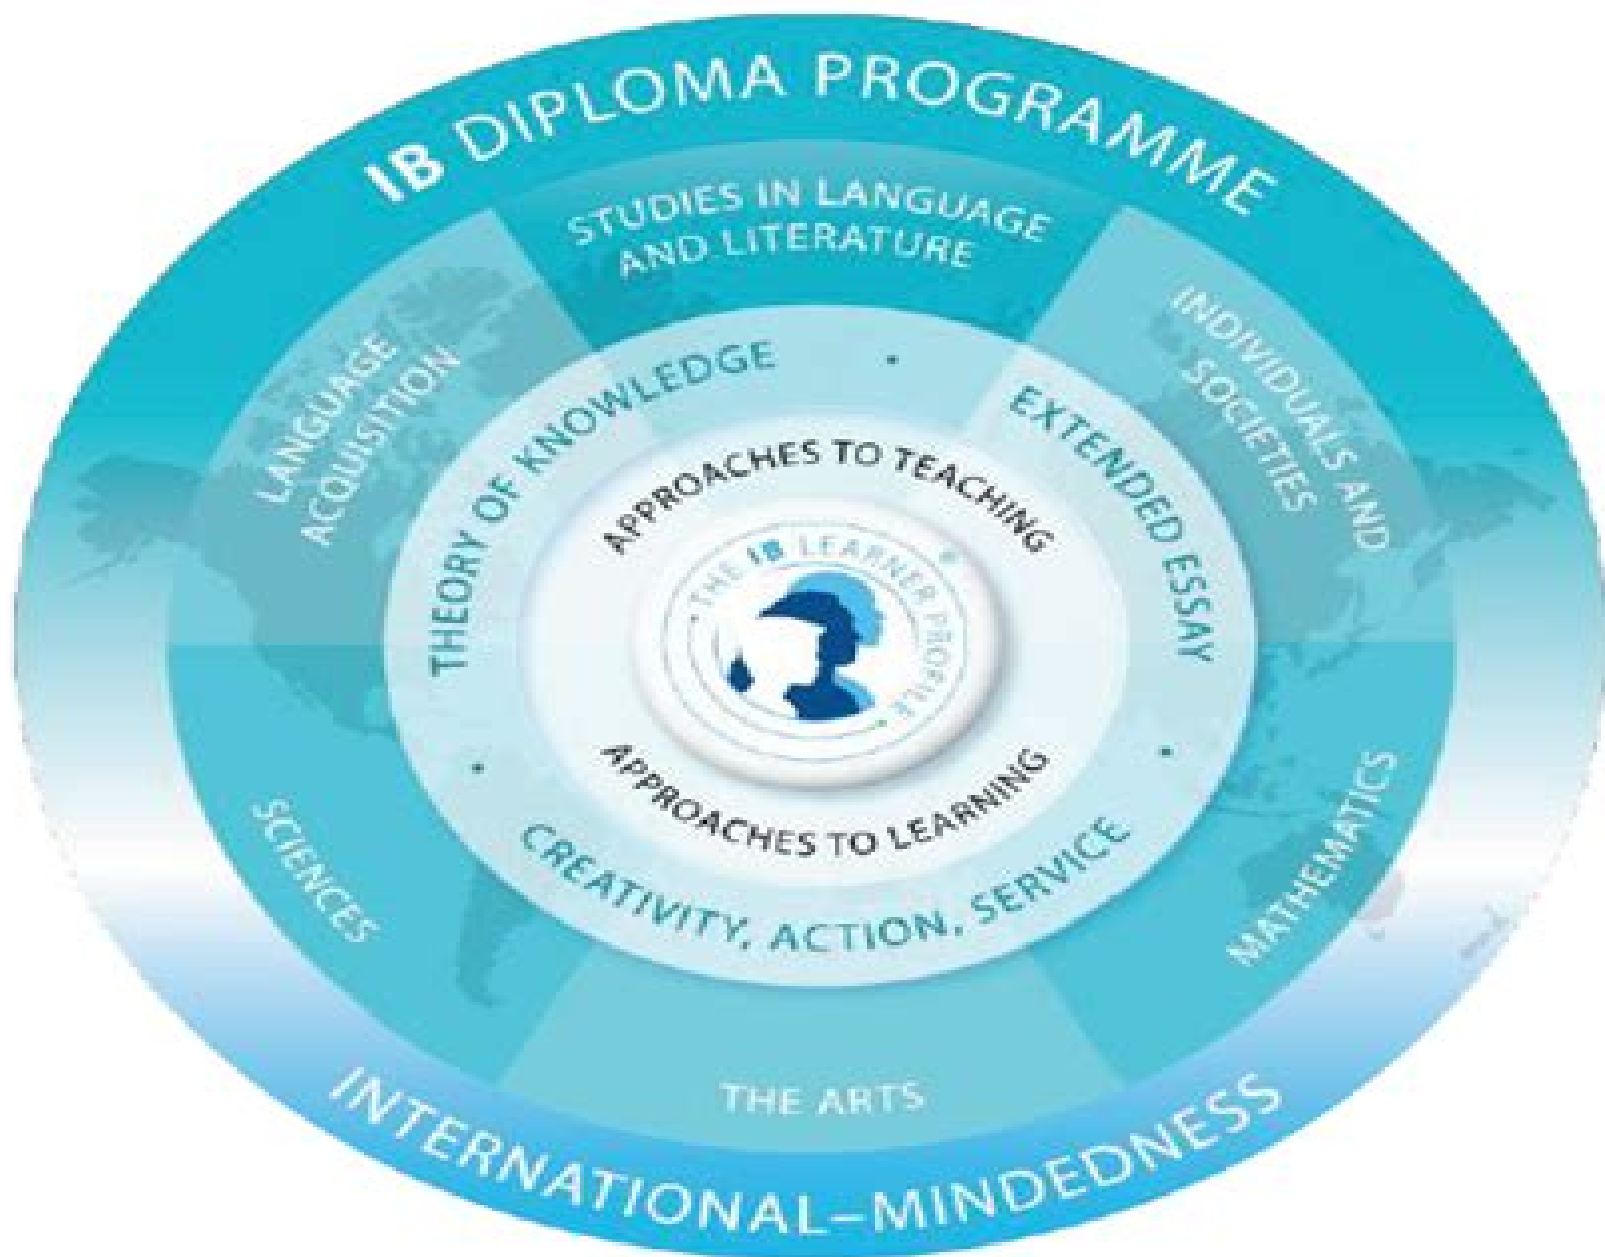 IB DIPLOMA PROGRAMME
STUDIES IN LANGUAGE
AND LITERATURE
LANGUAGE
ACQUISITION
INDIVIDUALS AND
SOCIETIES
THEORY OF KNOWLEDGE
EXTENDED ESSAY
APPROACHES TO TEACHING
THE IB LEARNER PROFILE
APPROACHES TO LEARNING
CREATIVITY, ACTION, SERVICE
SCIENCES
MATHEMATICS
THE ARTS
INTERNATIONAL–MINDEDNESS